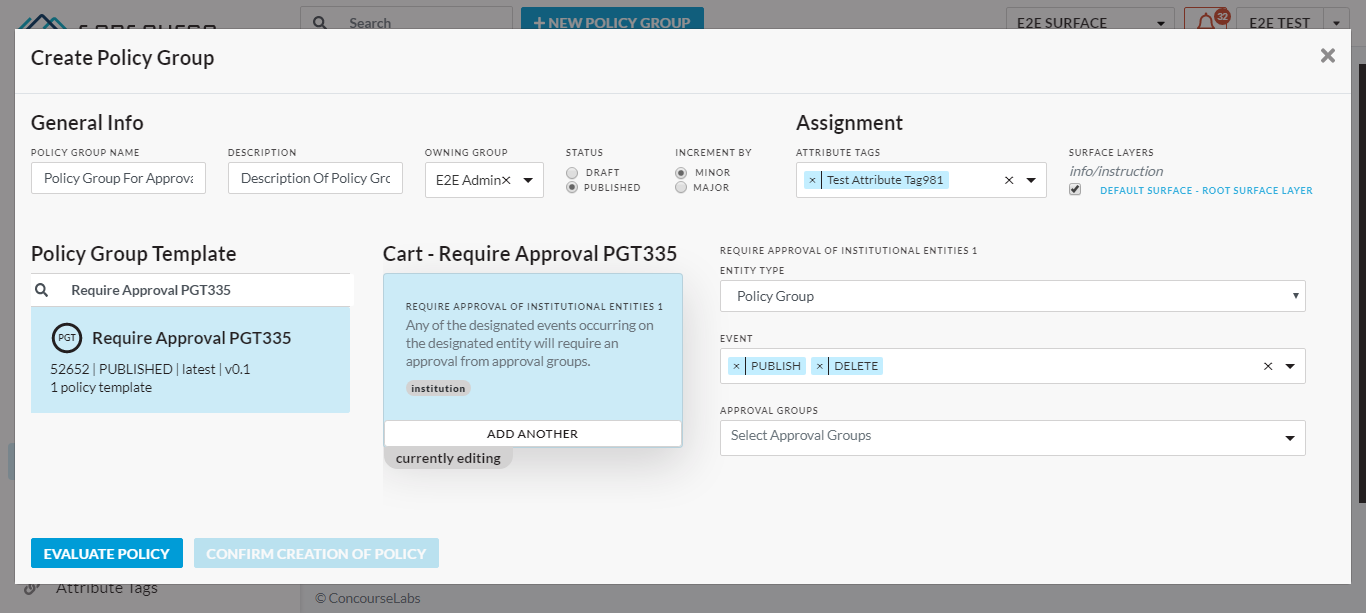 Search
+ NEW POLICY GROUP
E2E SURFACE
32
E2E TEST
Create Policy Group
General Info
Assignment
POLICY GROUP NAME
DESCRIPTION
OWNING GROUP
STATUS
INCREMENT BY
ATTRIBUTE TAGS
SURFACE LAYERS
Policy Group For Approva
Description Of Policy Grc
E2E Admin×
DRAFT
PUBLISHED
MINOR
MAJOR
× Test Attribute Tag981 ×
info/instruction
DEFAULT SURFACE - ROOT SURFACE LAYER
Policy Group Template
Require Approval PGT335
PGT
Require Approval PGT335
52652 | PUBLISHED | latest | v0.1
1 policy template
Cart - Require Approval PGT335
REQUIRE APPROVAL OF INSTITUTIONAL ENTITIES 1
Any of the designated events occurring on
the designated entity will require an
approval from approval groups.
institution
ADD ANOTHER
currently editing
REQUIRE APPROVAL OF INSTITUTIONAL ENTITIES 1
ENTITY TYPE
Policy Group
EVENT
× PUBLISH × DELETE ×
APPROVAL GROUPS
Select Approval Groups
EVALUATE POLICY
CONFIRM CREATION OF POLICY
Attribute Tags
© ConcourseLabs